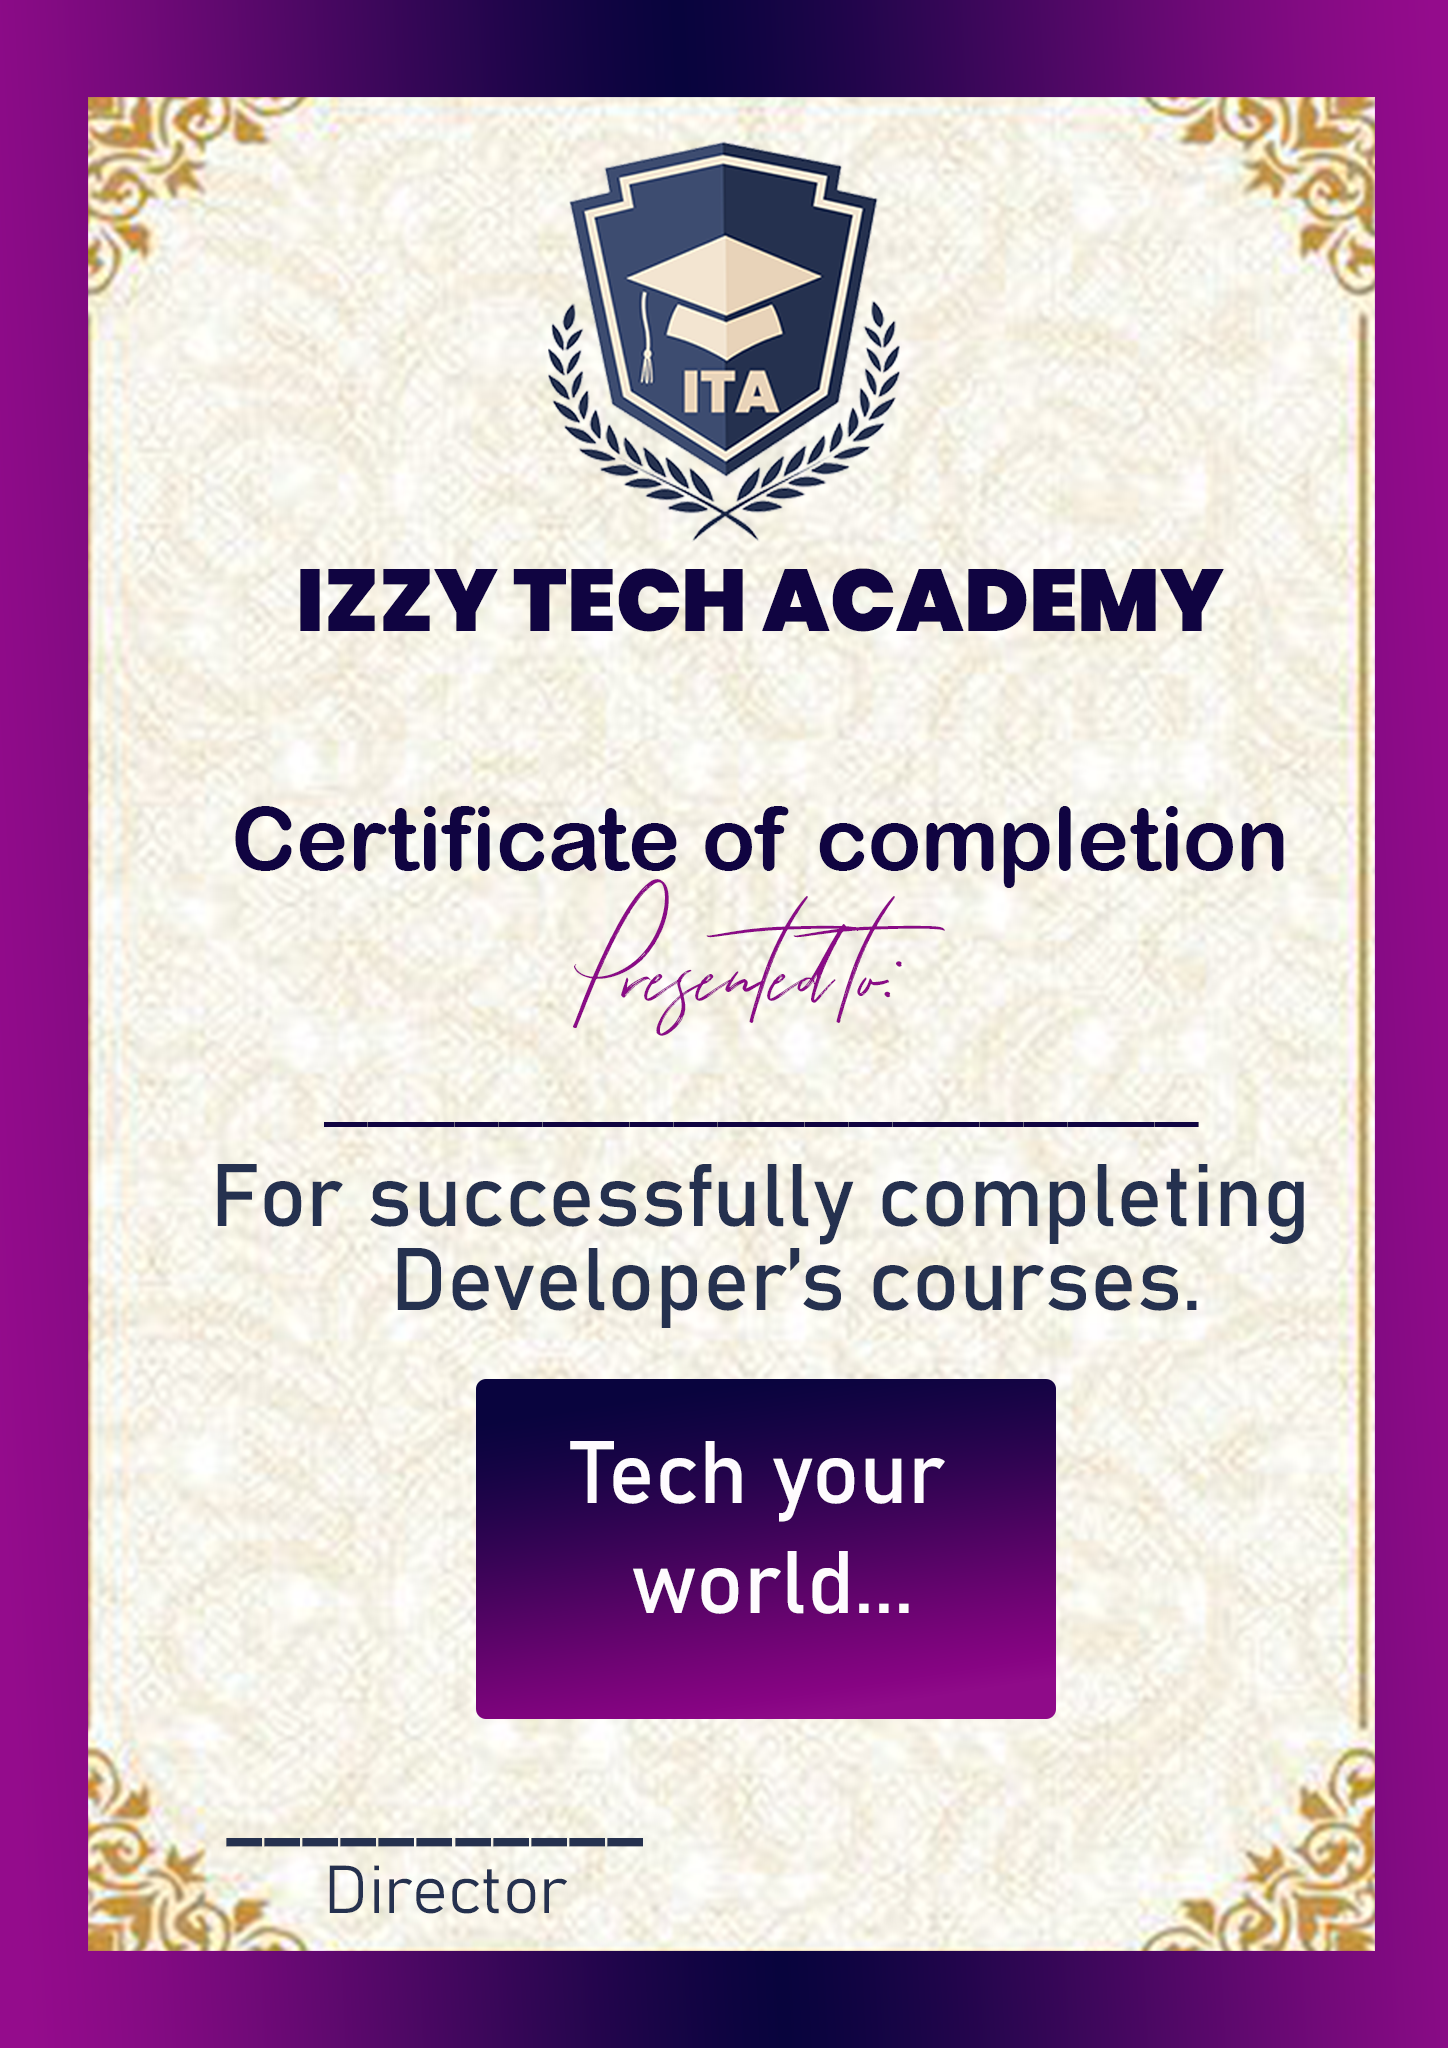 ITA
IZZY TECH ACADEMY
Certificate of completion
Presented to:
For successfully completing
Developer’s courses.
Tech your
world...
Director